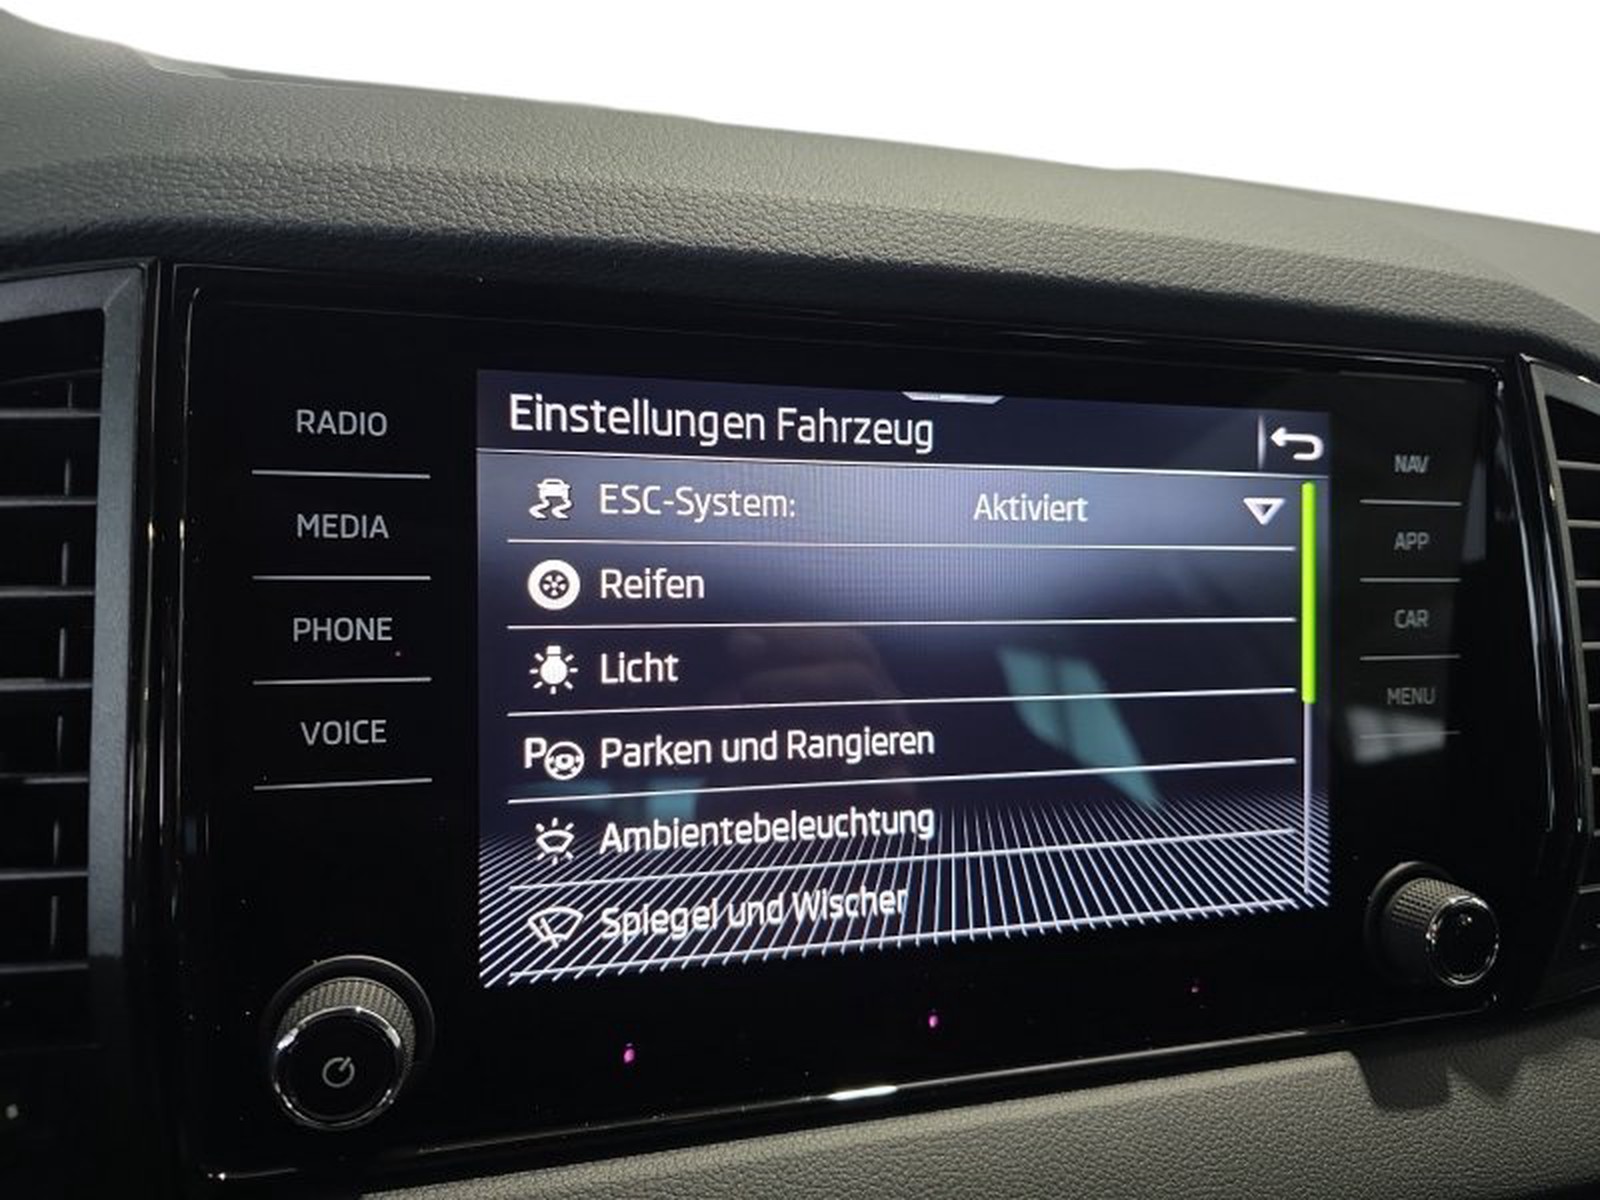 RADIO
MEDIA
PHONE
VOICE
Einstellungen Fahrzeug
ESC-System: Aktiviert
Reifen
Licht
P Parken und Rangieren
Ambientebeleuchtung
Spiegel und Wischer
NAV
APP
CAR
MENU